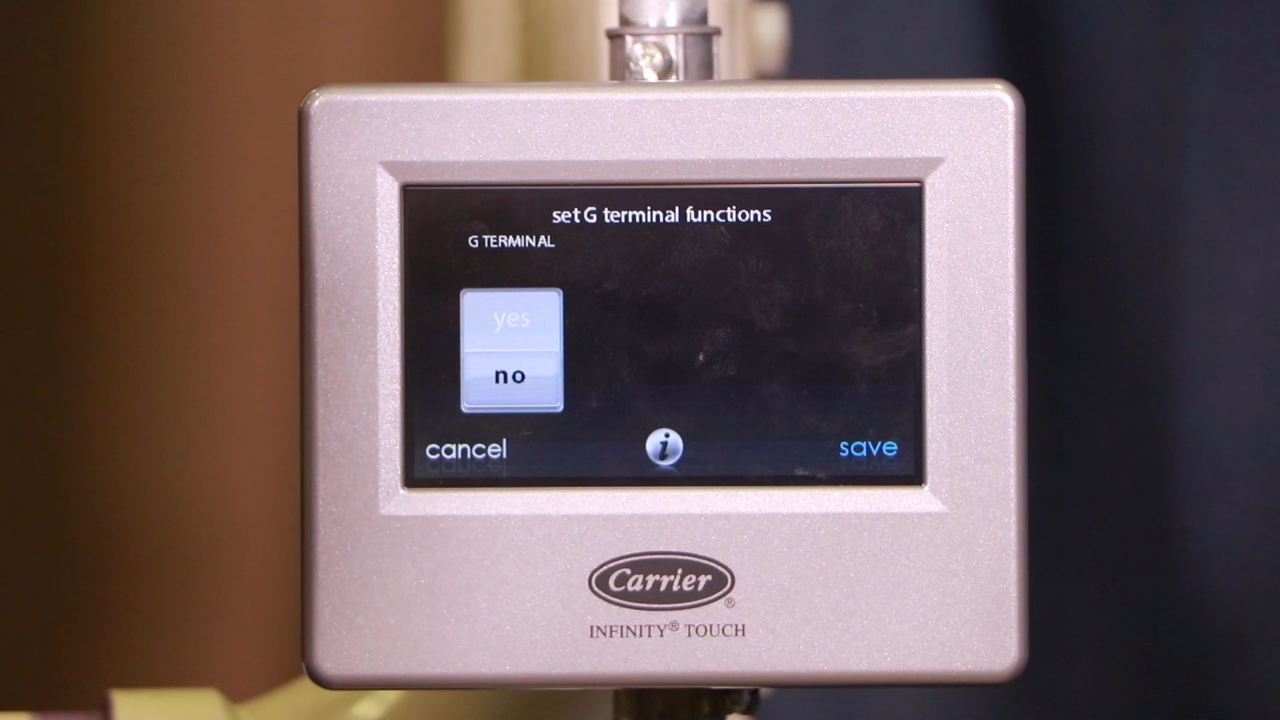 set G terminal functions
G TERMINAL
yes
no
cancel
i
save
Carrier
®
INFINITY® TOUCH